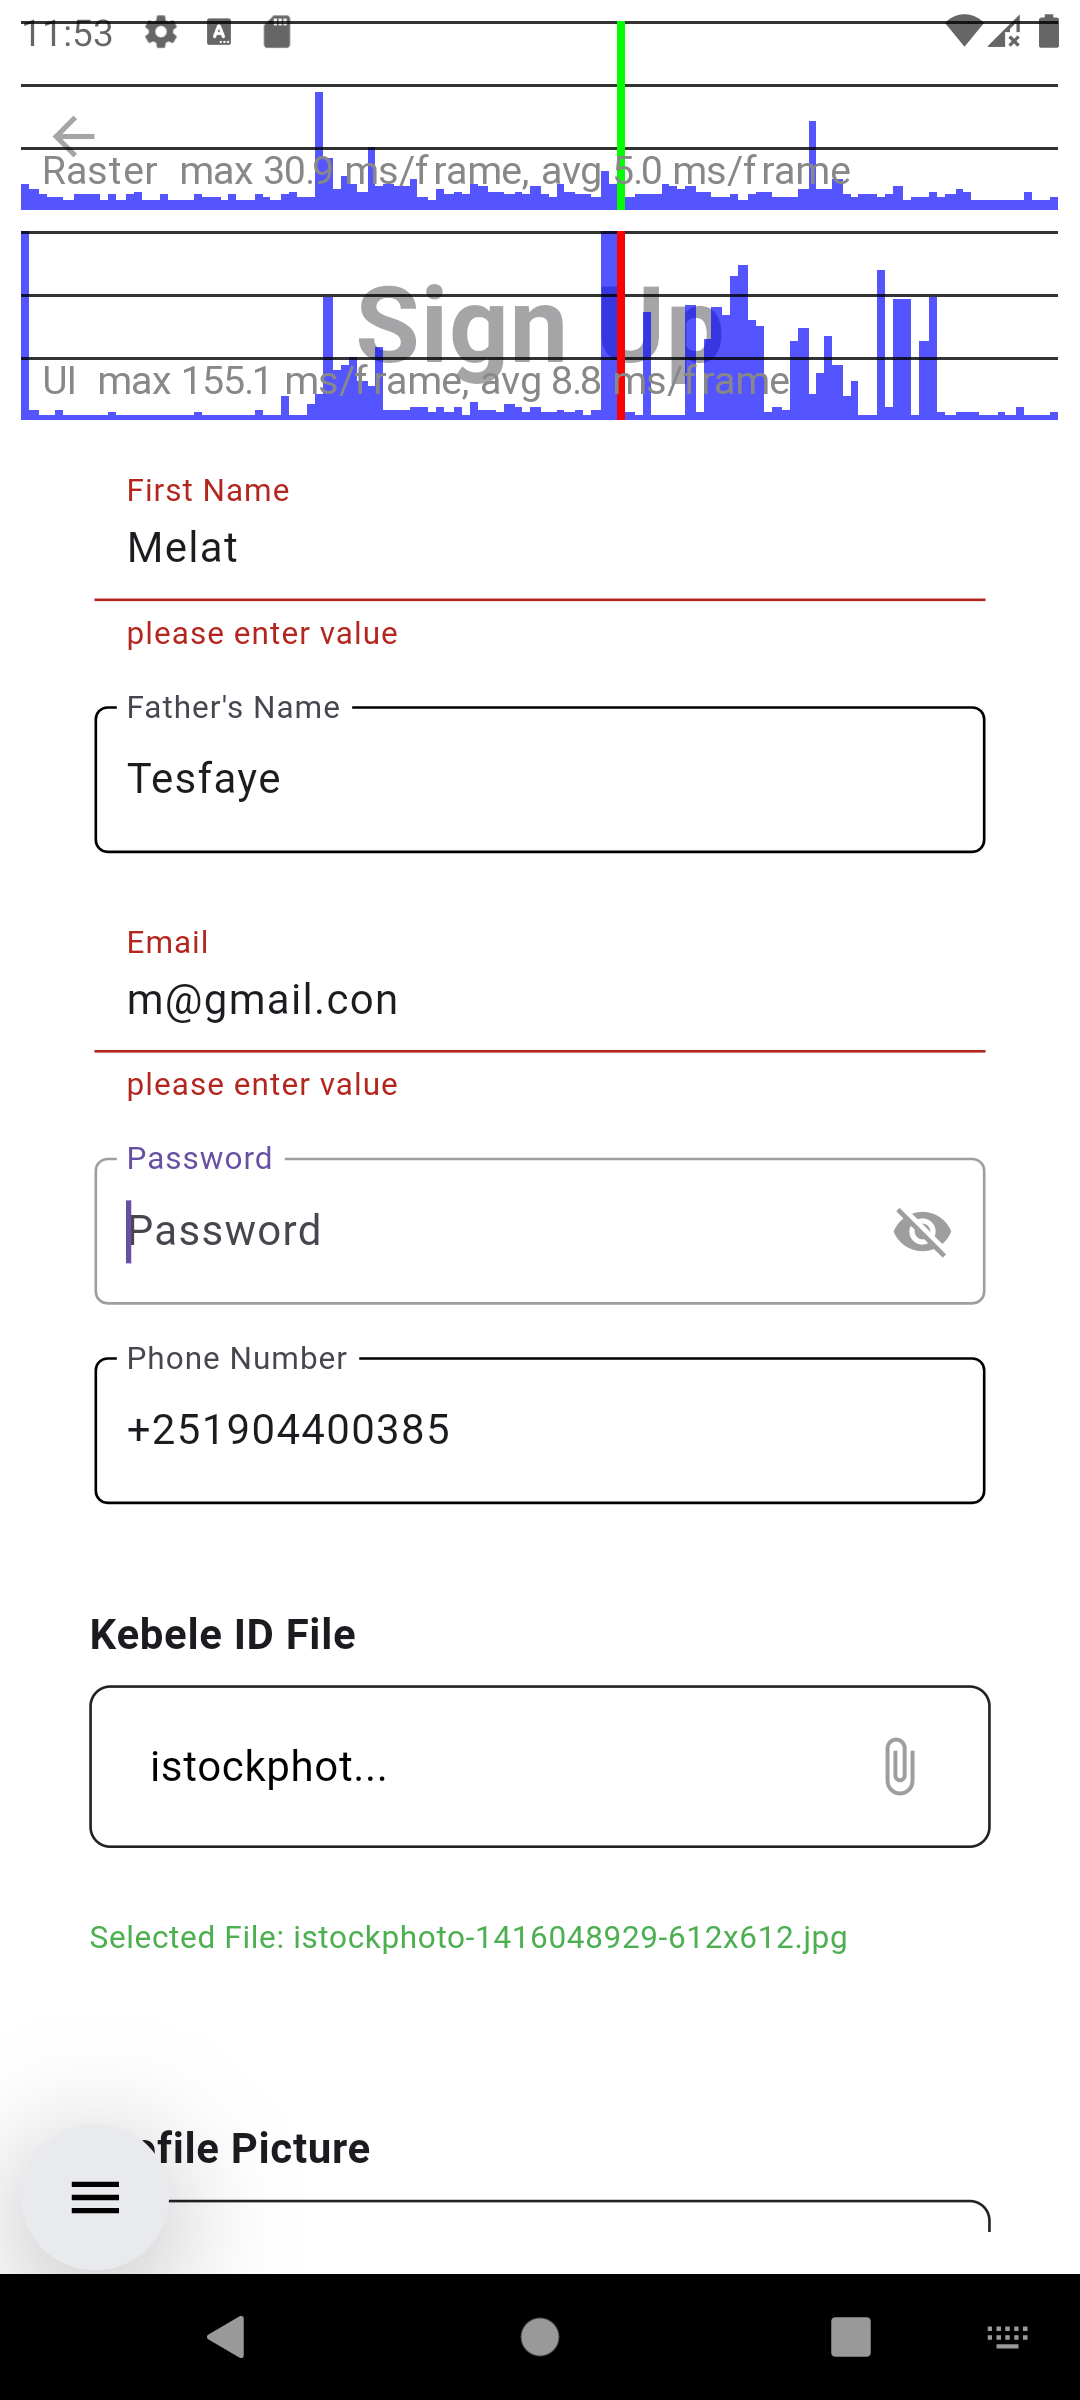 11:53
Raster max 30.9 ms/frame, avg 5.0 ms/frame
Sign Up
UI max 155.1 ms/frame, avg 8.8 ms/frame
First Name
Melat
please enter value
Father's Name
Tesfaye
Email
m@gmail.con
please enter value
Password
Password
Phone Number
+251904400385
Kebele ID File
istockphot...
Selected File: istockphoto-1416048929-612x612.jpg
ofile Picture